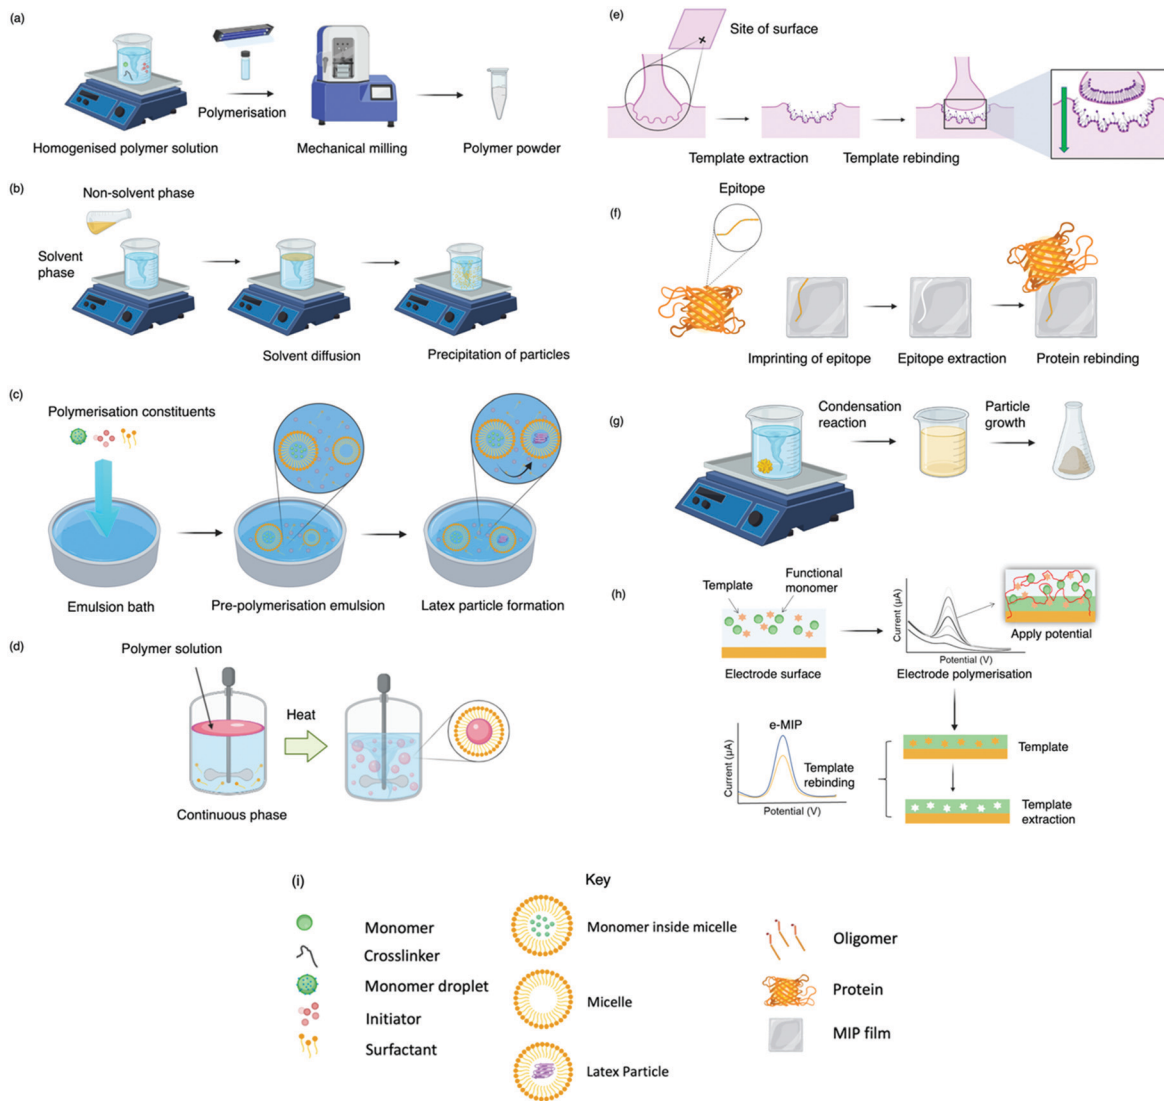 (a)
Polymerisation
Homogenised polymer solution
Mechanical milling
Polymer powder
(b)
Non-solvent phase
Solvent
phase
Solvent diffusion
Precipitation of particles
(c)
Polymerisation constituents
Emulsion bath
Pre-polymerisation emulsion
Latex particle formation
(d)
Polymer solution
Heat
Continuous phase
(e)
Site of surface
Template extraction
Template rebinding
(f)
Epitope
Imprinting of epitope
Epitope extraction
Protein rebinding
(g)
Condensation
reaction
Particle
growth
(h)
Template
Functional
monomer
Electrode surface
Current (µA)
Potential (V)
Apply potential
Electrode polymerisation
e-MIP
Current (µA)
Template
rebinding
Potential (V)
Template
Template
extraction
(i)
Key
Monomer
Crosslinker
Monomer droplet
Initiator
Surfactant
Monomer inside micelle
Micelle
Latex Particle
Oligomer
Protein
MIP film